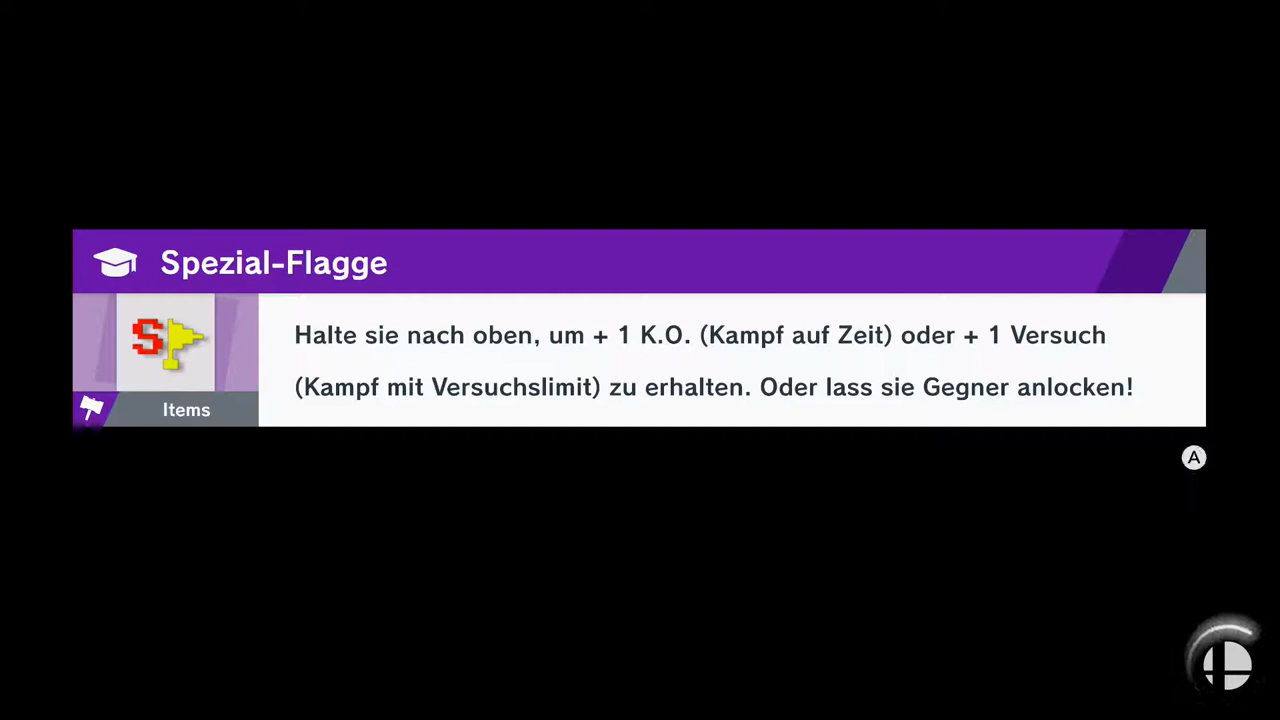 Spezial-Flagge
S
Halte sie nach oben, um + 1 K.O. (Kampf auf Zeit) oder + 1 Versuch
(Kampf mit Versuchslimit) zu erhalten. Oder lass sie Gegner anlocken!
Items
A